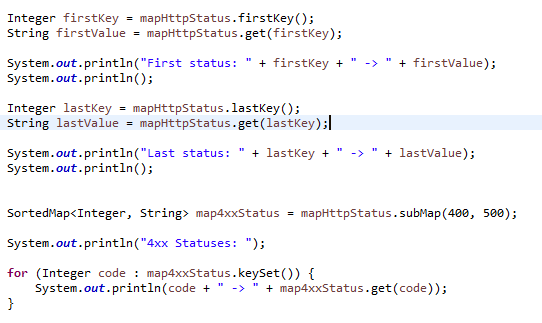 Integer firstKey = mapHttpStatus.firstKey();
String firstValue = mapHttpStatus.get(firstKey);
System.out.println("First status: " + firstKey + " -> " + firstValue);
System.out.println();
Integer lastKey = mapHttpStatus.lastKey();
String lastValue = mapHttpStatus.get(lastKey);
System.out.println("Last status: " + lastKey + " -> " + lastValue);
System.out.println();
SortedMap<Integer, String> map4xxStatus = mapHttpStatus.subMap(400, 500);
System.out.println("4xx Statuses: ");
for (Integer code : map4xxStatus.keySet()) {
    System.out.println(code + " -> " + map4xxStatus.get(code));
}